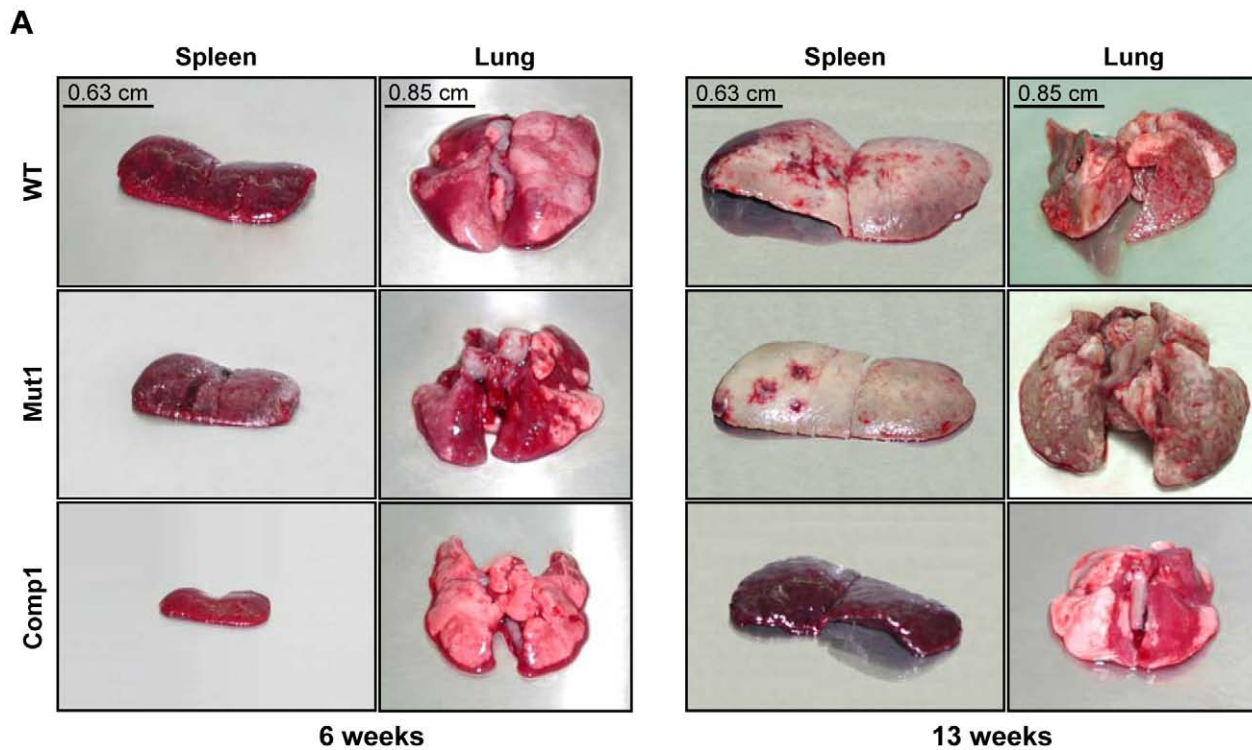 A
Spleen Lung Spleen Lung
0.63 cm 0.85 cm 0.63 cm 0.85 cm
WT
Mut1
Comp1
6 weeks 13 weeks